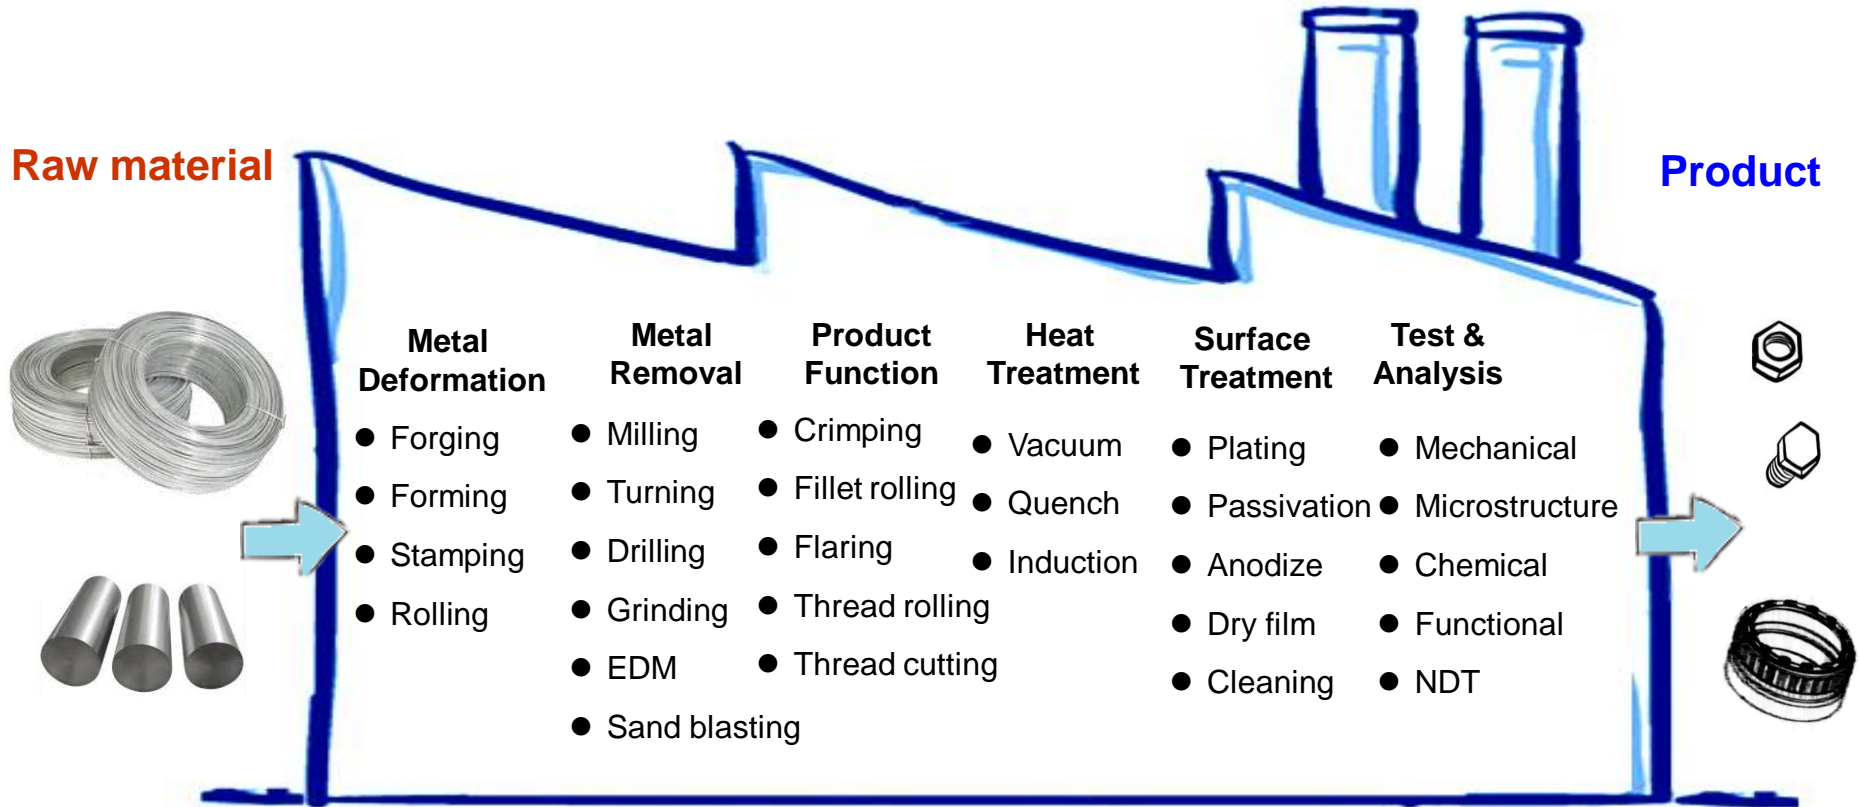 Raw material
Product
Metal
Deformation
● Forging
● Forming
● Stamping
● Rolling
Metal
Removal
● Milling
● Turning
● Drilling
● Grinding
● EDM
● Sand blasting
Product
Function
● Crimping
● Fillet rolling
● Flaring
● Thread rolling
● Thread cutting
Heat
Treatment
● Vacuum
● Quench
● Induction
Surface
Treatment
● Plating
● Passivation
● Anodize
● Dry film
● Cleaning
Test &
Analysis
● Mechanical
● Microstructure
● Chemical
● Functional
● NDT